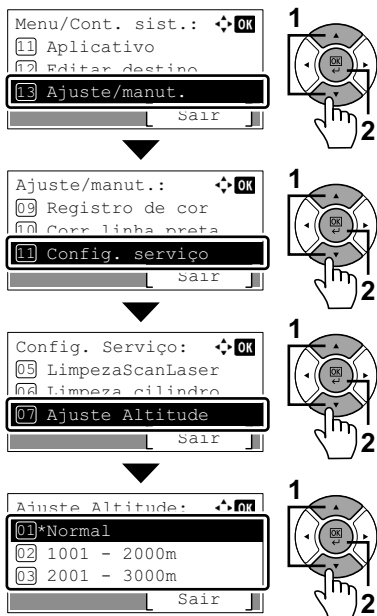 Menu/Cont. sist.: OK
11 Aplicativo
12 Editar destino
13 Ajuste/manut.
[ Sair ]
1
OK
2
Ajuste/manut.: OK
09 Registro de cor
10 Corr linha preta
11 Config. serviço
[ Sair ]
1
OK
2
Config. Serviço: OK
05 LimpezaScanLaser
06 Limpeza cilindro
07 Ajuste Altitude
[ Sair ]
1
OK
2
Ajuste Altitude: OK
01 *Normal
02 1001 - 2000m
03 2001 - 3000m
[ Sair ]
1
OK
2